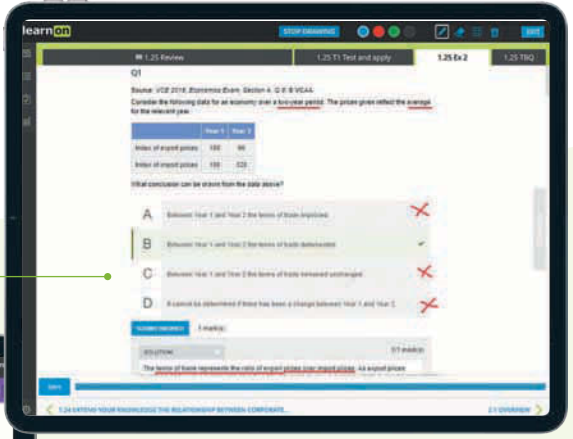 learnon
STOP DRAWING
EXIT
1.25 Review
1.25 T1 Test and apply
1.25 Ex 2
1.25 TBQ
Q1
Source: VCE 2018, Economics Exam, Section A, Q 8 © VCAA
Consider the following data for an economy over a two-year period. The prices given reflect the average
for the relevant year.
Year 1 Year 2
Index of export prices 100
Index of import prices 100
What conclusion can be drawn from the data above?
A Between Year 1 and Year 2 the terms of trade improved.
B Between Year 1 and Year 2 the terms of trade deteriorated.
C Between Year 1 and Year 2 the terms of trade remained unchanged.
D It cannot be determined if there has been a change between Year 1 and Year 2.
1 mark(s)
SOLUTION
mark(s)
The terms of trade represents the ratio of export prices over import prices. As export prices
1.24 EXTEND YOUR KNOWLEDGE THE RELATIONSHIP BETWEEN CORPORATE...
2.1 OVERVIEW